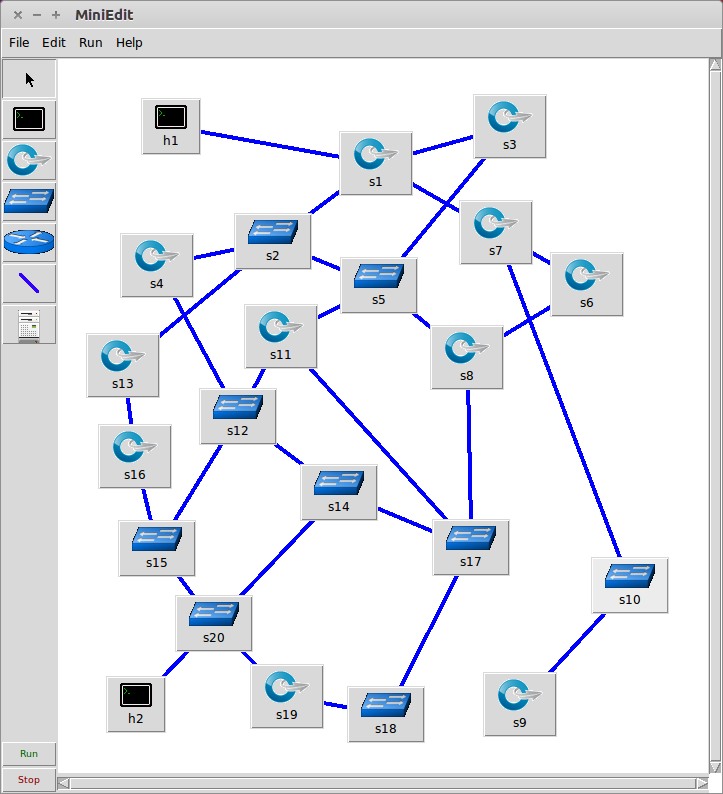 MiniEdit
File Edit Run Help
h1
s3
s1
s7
s2
s4
s5
s6
s11
s8
s13
s12
s16
s14
s15
s17
s10
s20
h2
s19
s18
s9
Run
Stop